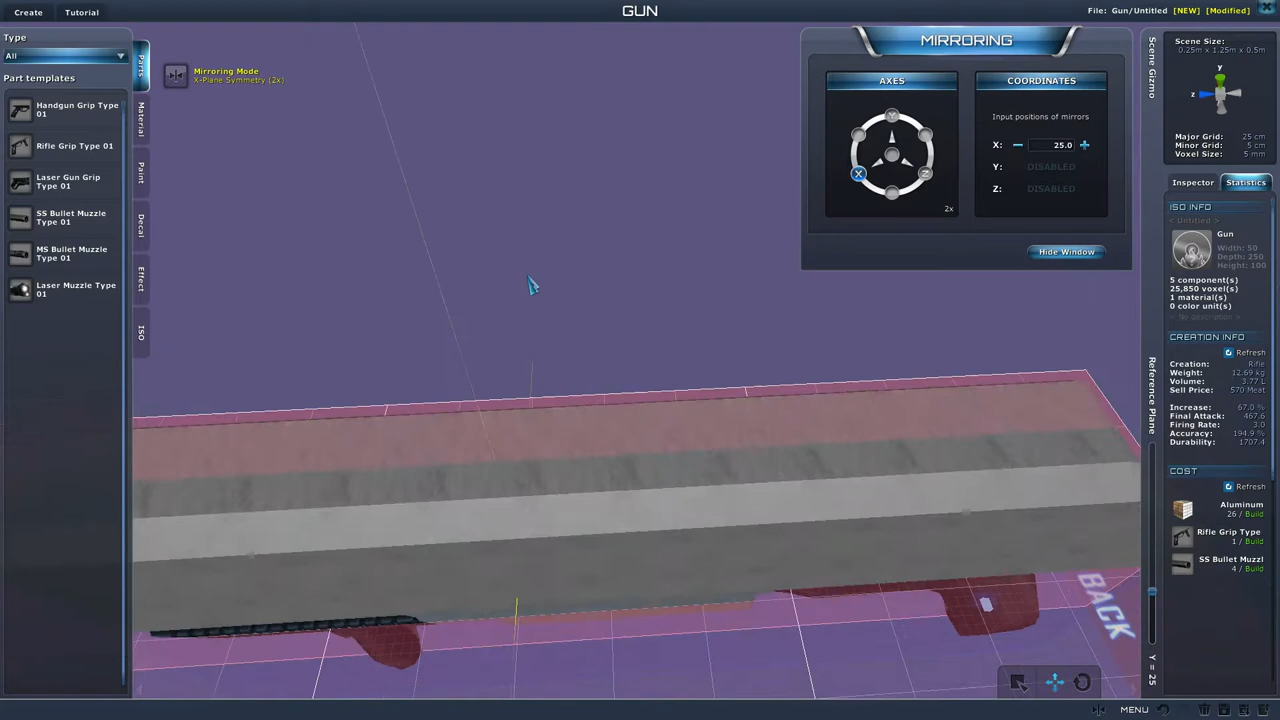 Create
Tutorial
GUN
File: Gun/Untitled [NEW] [Modified]
Type
All
Part templates
Handgun Grip Type
01
Rifle Grip Type 01
Laser Gun Grip
Type 01
SS Bullet Muzzle
Type 01
MS Bullet Muzzle
Type 01
Laser Muzzle Type
01
Parts
Material
Paint
Decal
Effect
ISO
Mirroring Mode
X-Plane Symmetry (2x)
MIRRORING
AXES
Y
X
Z
2x
COORDINATES
Input positions of mirrors
X: 25.0
Y: DISABLED
Z: DISABLED
Hide Window
BACK
Scene Gizmo
Reference Plane
Y = 25
Scene Size:
0.25m x 1.25m x 0.5m
y
z
Major Grid: 25 cm
Minor Grid: 5 cm
Voxel Size: 5 mm
Inspector
Statistics
ISO INFO
< Untitled >
Gun
Width: 50
Depth: 250
Height: 100
5 component(s)
25,850 voxel(s)
1 material(s)
0 color unit(s)
< No description >
CREATION INFO
Refresh
Creation: Rifle
Weight: 12.69 kg
Volume: 3.77 L
Sell Price: 570 Meat
Increase: 67.0 %
Final Attack: 467.6
Firing Rate: 3.0
Accuracy: 194.9 %
Durability: 1707.4
COST
Refresh
Aluminum
26 / Build
Rifle Grip Type
1 / Build
SS Bullet Muzzl
4 / Build
MENU